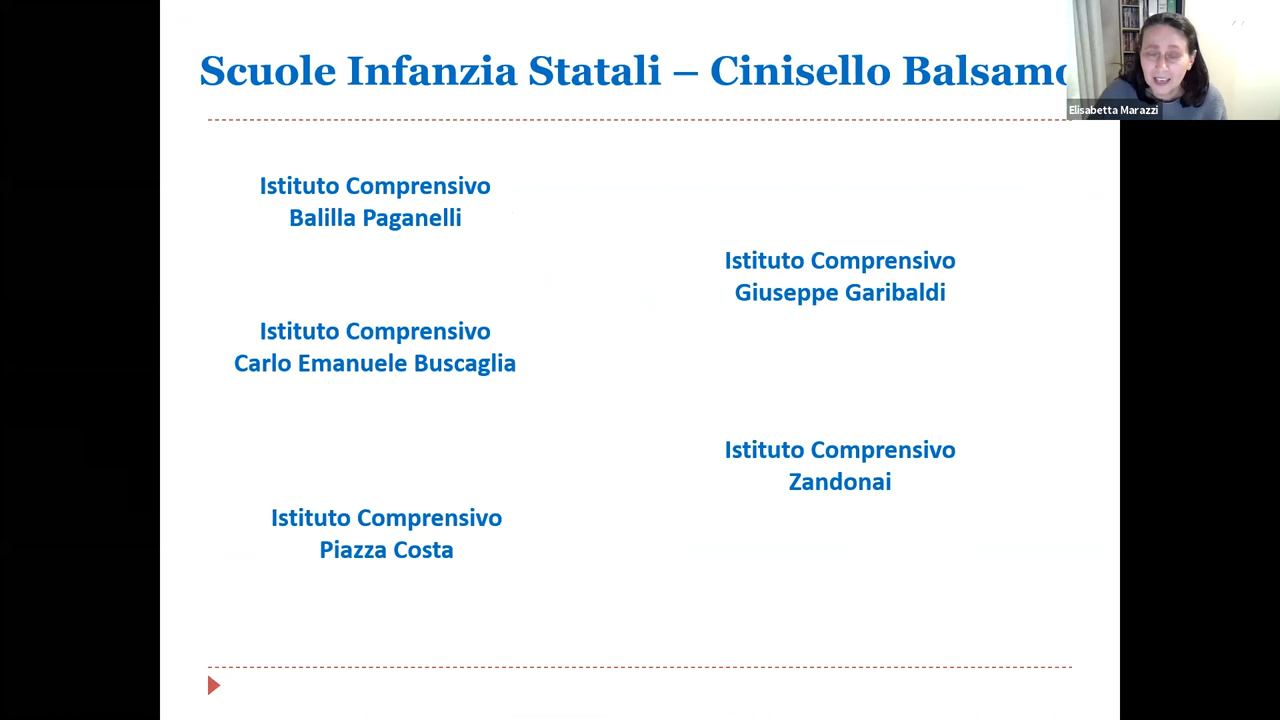 Scuole Infanzia Statali – Cinisello Balsamo
Elisabetta Marazzi
Istituto Comprensivo
Balilla Paganelli
Istituto Comprensivo
Giuseppe Garibaldi
Istituto Comprensivo
Carlo Emanuele Buscaglia
Istituto Comprensivo
Zandonai
Istituto Comprensivo
Piazza Costa